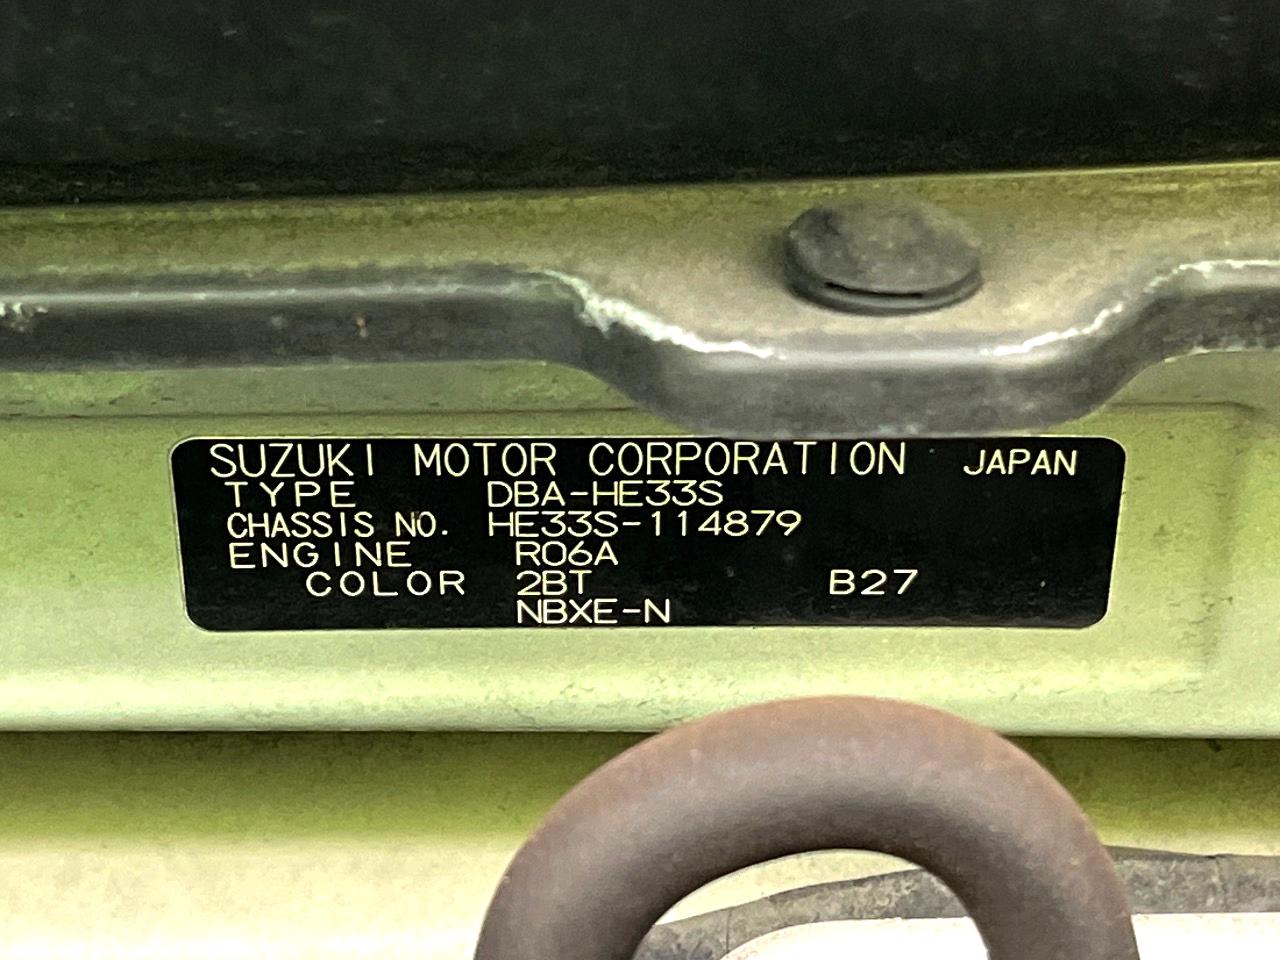 SUZUKI MOTOR CORPORATION JAPAN
TYPE DBA-HE33S
CHASSIS NO. HE33S-114879
ENGINE R06A
COLOR 2BT B27
NBXE-N